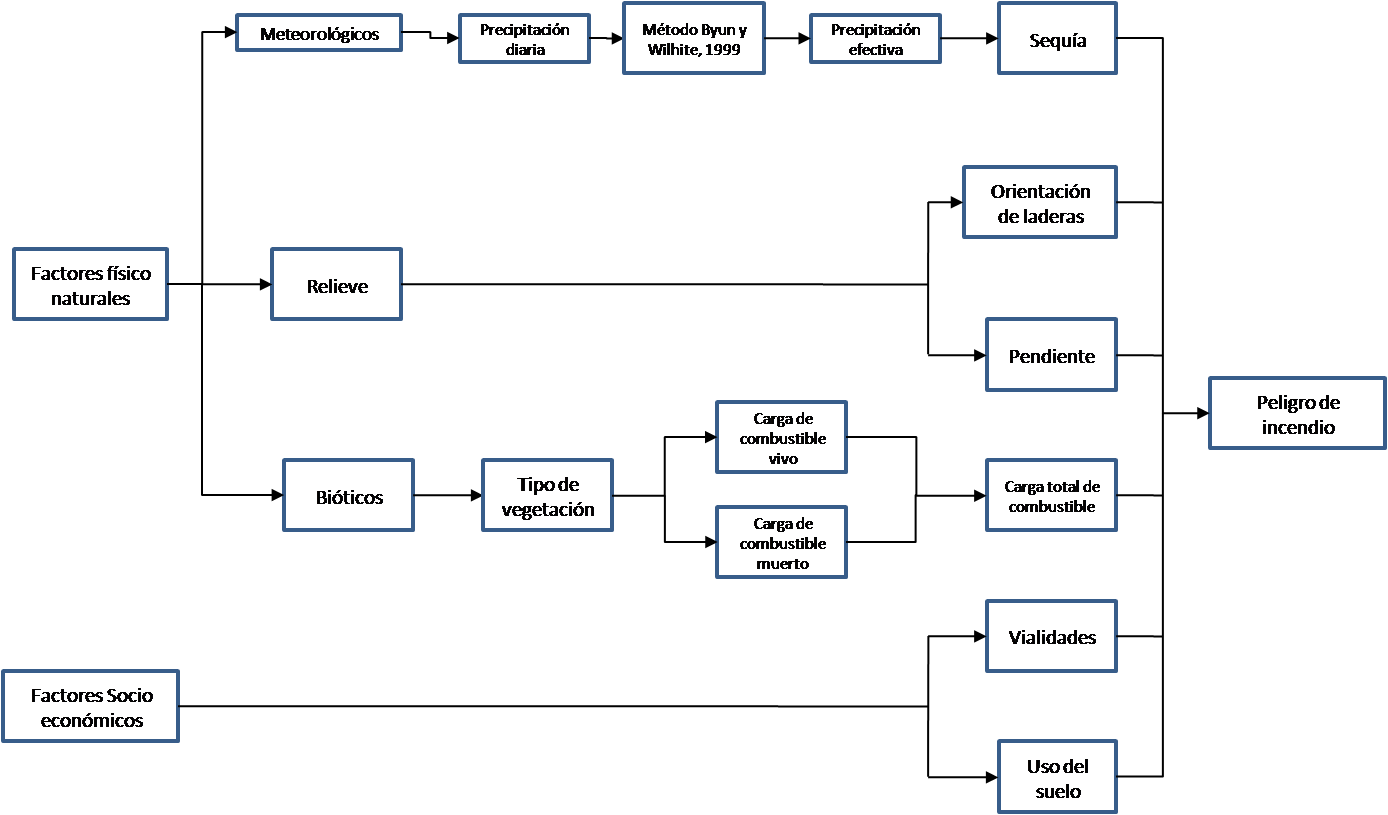 Meteorológicos
Precipitación
diaria
Método Byun y
Wilhite, 1999
Precipitación
efectiva
Sequía
Orientación
de laderas
Factores físico
naturales
Relieve
Pendiente
Peligro de
incendio
Carga de
combustible
vivo
Bióticos
Tipo de
vegetación
Carga total de
combustible
Carga de
combustible
muerto
Vialidades
Factores Socio
económicos
Uso del
suelo